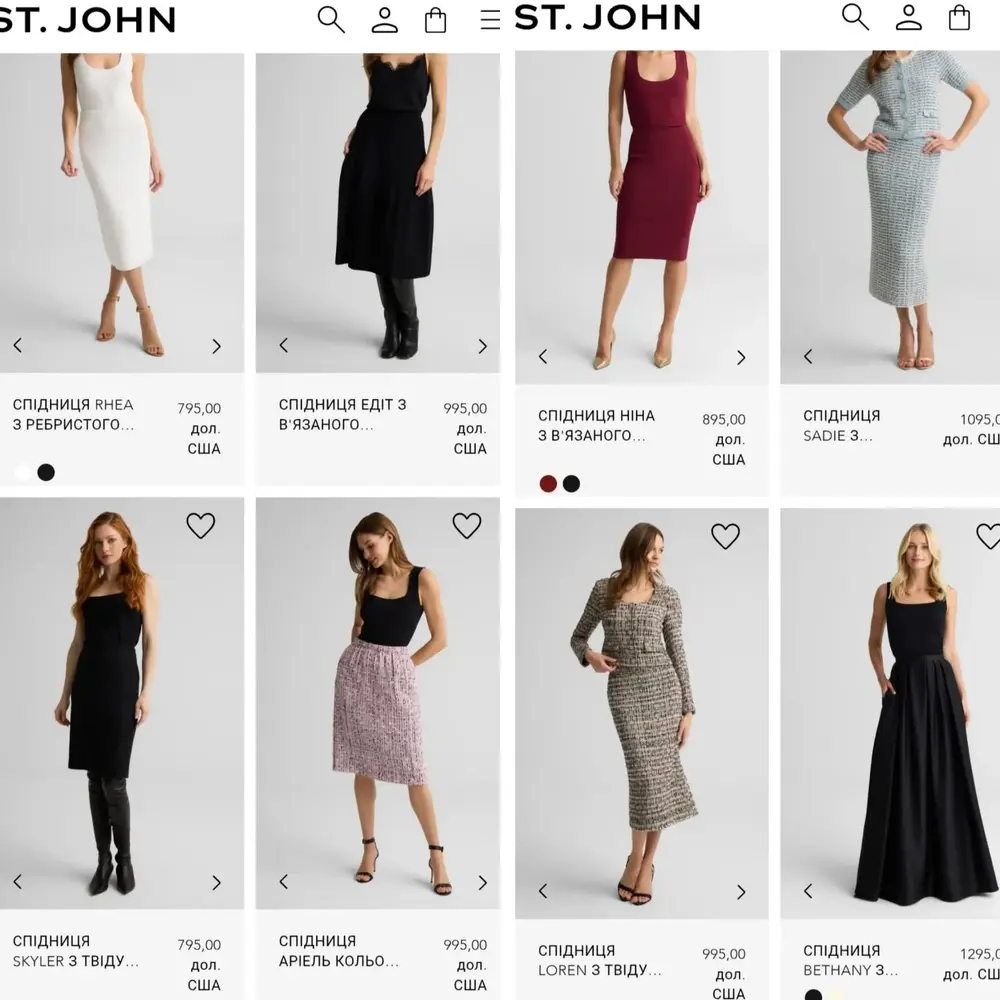 ST. JOHN
СПІДНИЦЯ RHEA
З РЕБРИСТОГО...
795,00
дол.
США
СПІДНИЦЯ ЕДІТ З
В'ЯЗАНОГО...
995,00
дол.
США
СПІДНИЦЯ
SKYLER З ТВІДУ...
795,00
дол.
США
СПІДНИЦЯ
АРІЕЛЬ КОЛЬО...
995,00
дол.
США
ST. JOHN
СПІДНИЦЯ НІНА
З В'ЯЗАНОГО...
895,00
дол.
США
СПІДНИЦЯ
SADIE З...
1095,0
дол. СШ
СПІДНИЦЯ
LOREN З ТВІДУ...
995,00
дол.
США
СПІДНИЦЯ
BETHANY З...
1295,0
дол. СШ